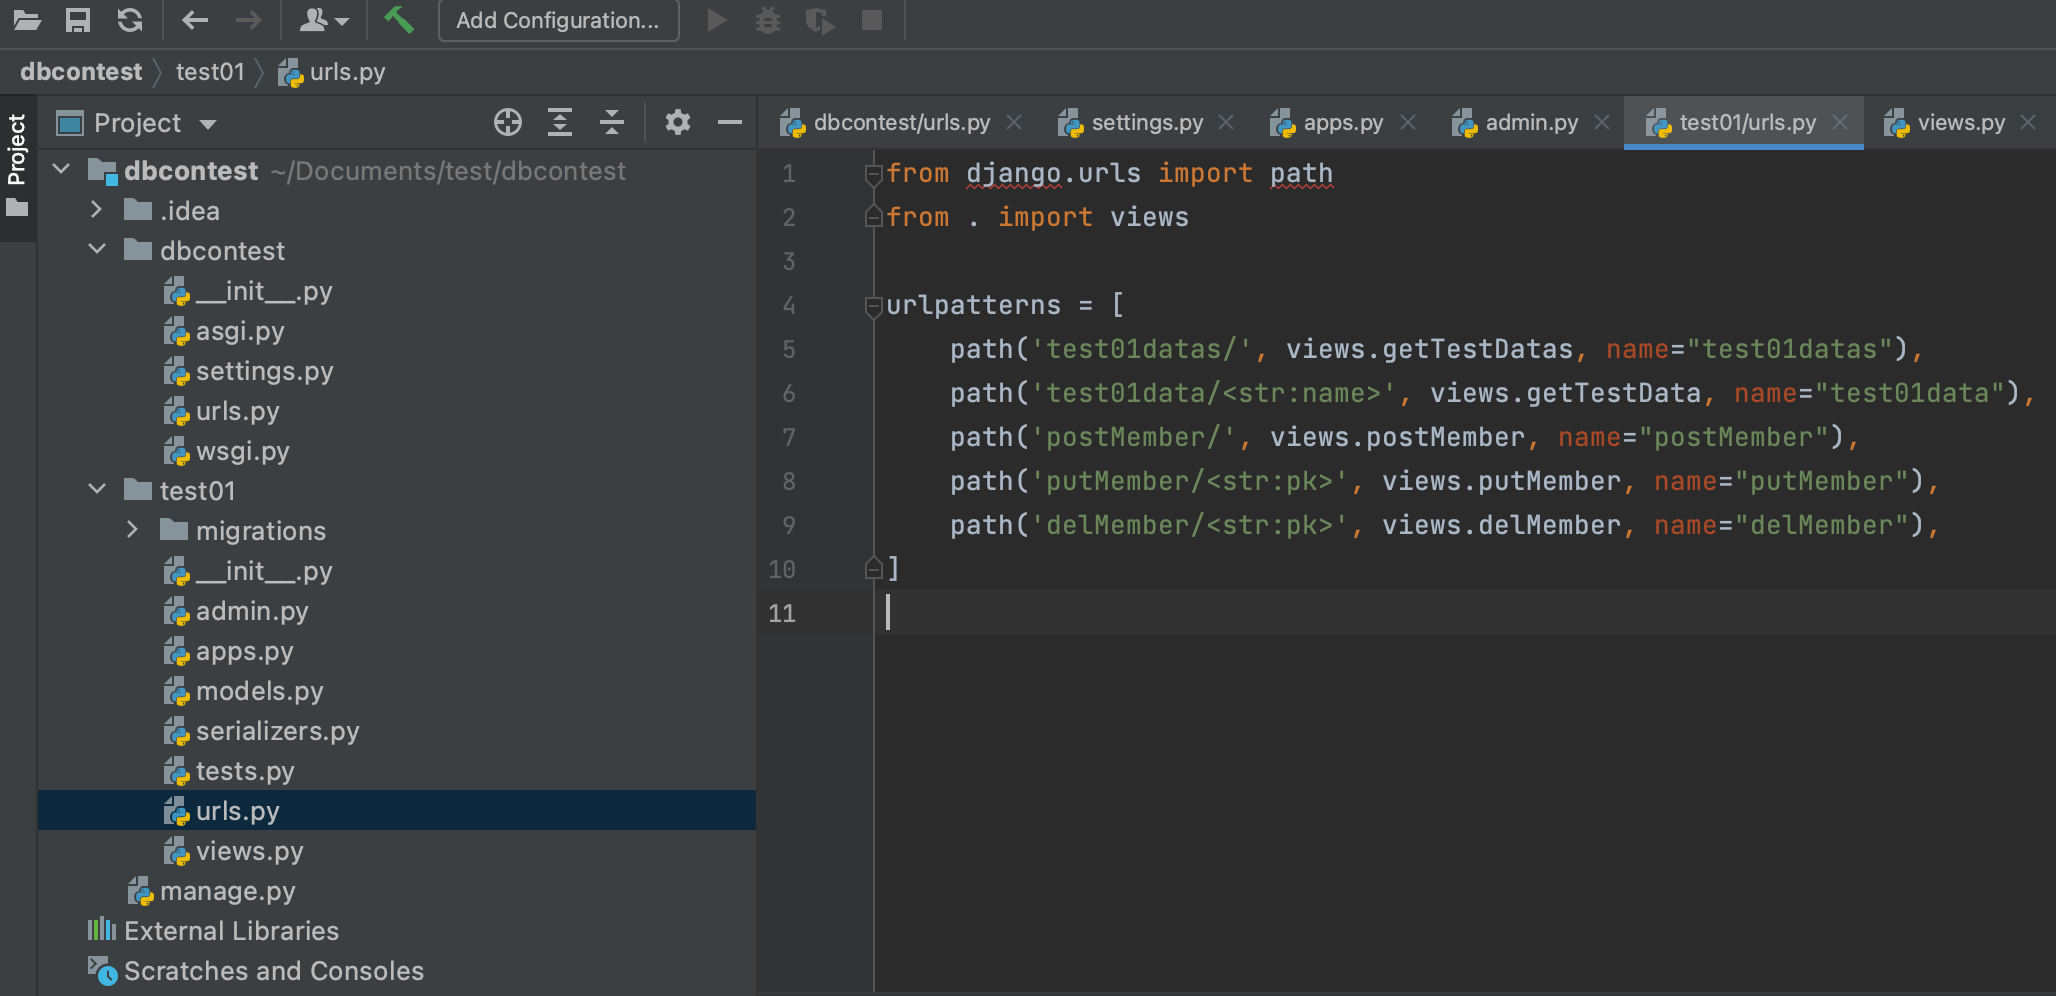 Add Configuration...
dbcontest
test01
urls.py
Project
Project
dbcontest/urls.py
settings.py
apps.py
admin.py
test01/urls.py
views.py
dbcontest ~/Documents/test/dbcontest
.idea
dbcontest
__init__.py
asgi.py
settings.py
urls.py
wsgi.py
test01
migrations
__init__.py
admin.py
apps.py
models.py
serializers.py
tests.py
urls.py
views.py
manage.py
External Libraries
Scratches and Consoles
1 from django.urls import path
2 from . import views
3
4 urlpatterns = [
5     path('test01datas/', views.getTestDatas, name="test01datas"),
6     path('test01data/<str:name>', views.getTestData, name="test01data"),
7     path('postMember/', views.postMember, name="postMember"),
8     path('putMember/<str:pk>', views.putMember, name="putMember"),
9     path('delMember/<str:pk>', views.delMember, name="delMember"),
10 ]
11